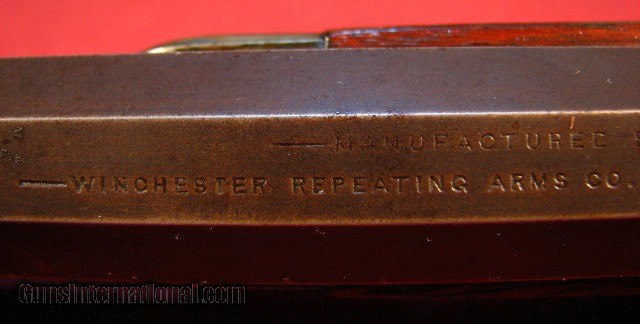 — MANUFACTURED
— WINCHESTER REPEATING ARMS CO.
GunsInternational.com